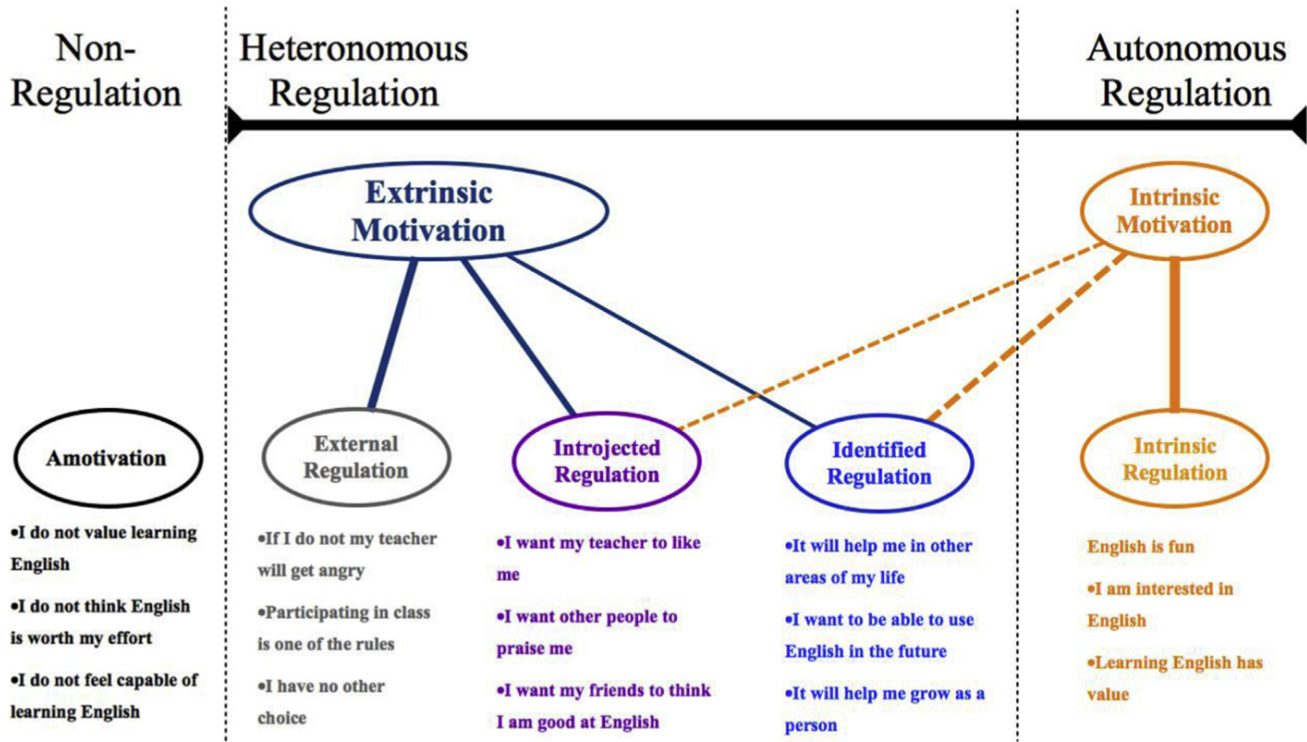 Non-
Regulation
Heteronomous
Regulation
Autonomous
Regulation
Extrinsic
Motivation
Intrinsic
Motivation
Amotivation
External
Regulation
Introjected
Regulation
Identified
Regulation
Intrinsic
Regulation
•I do not value learning
English
•I do not think English
is worth my effort
•I do not feel capable of
learning English
•If I do not my teacher
will get angry
•Participating in class
is one of the rules
•I have no other
choice
•I want my teacher to like
me
•I want other people to
praise me
•I want my friends to think
I am good at English
•It will help me in other
areas of my life
•I want to be able to use
English in the future
•It will help me grow as a
person
English is fun
•I am interested in
English
•Learning English has
value